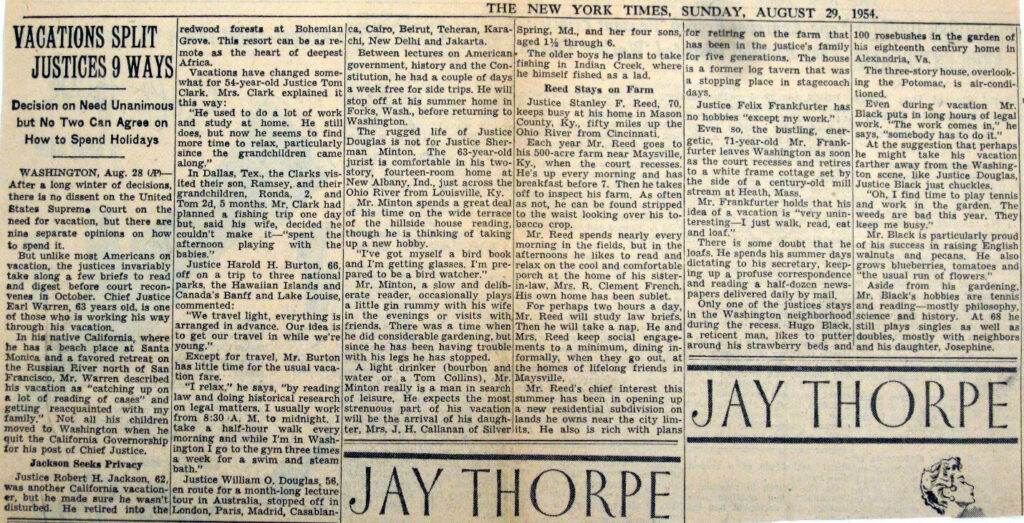 THE NEW YORK TIMES, SUNDAY, AUGUST 29, 1954.
VACATIONS SPLIT
JUSTICES 9 WAYS
Decision on Need Unanimous
but No Two Can Agree on
How to Spend Holidays
WASHINGTON, Aug. 28 (AP)—
After a long winter of decisions,
there is no dissent on the United
States Supreme Court on the
need for vacation, but there are
nine separate opinions on how
to spend it.
But unlike most Americans on
vacation, the justices invariably
take along a few briefs to read
and digest before court recon-
venes in October. Chief Justice
Earl Warren, 63 years old, is one
of those who is working his way
through his vacation.
In his native California, where
he has a beach place at Santa
Monica and a favored retreat on
the Russian River north of San
Francisco, Mr. Warren described
his vacation as "catching up on
a lot of reading of cases" and
getting reacquainted with my
family." Not all his children
moved to Washington when he
quit the California Governorship
for his post of Chief Justice.
Jackson Seeks Privacy
Justice Robert H. Jackson, 62,
was another California vacation-
er, but he made sure he wasn't
disturbed. He retired into the
redwood forests at Bohemian
Grove. This resort can be as re-
mote as the heart of deepest
Africa.
Vacations have changed some-
what for 54-year-old Justice Tom
Clark. Mrs. Clark explained it
this way:
"He used to do a lot of work
and study at home. He still
does, but now he seems to find
more time to relax, particularly
since the grandchildren came
along."
In Dallas, Tex., the Clarks vis-
ited their son, Ramsey, and their
grandchildren, Ronda, 2, and
Tom 2d, 5 months. Mr. Clark had
planned a fishing trip one day
but, said his wife, decided he
couldn't make it—"spent the
afternoon playing with the
babies."
Justice Harold H. Burton, 66,
off on a trip to three national
parks, the Hawaiian Islands and
Canada's Banff and Lake Louise,
commented:
"We travel light, everything is
arranged in advance. Our idea is
to get our travel in while we're
young."
Except for travel, Mr. Burton
has little time for the usual vaca-
tion fare.
"I relax," he says, "by reading
law and doing historical research
on legal matters. I usually work
from 8:30 A. M. to midnight. I
take a half-hour walk every
morning and while I'm in Wash-
ington I go to the gym three times
a week for a swim and steam
bath."
Justice William O. Douglas, 56,
en route for a month-long lecture
tour in Australia, stopped off in
London, Paris, Madrid, Casablan-
ca, Cairo, Beirut, Teheran, Kara-
chi, New Delhi and Jakarta.
Between lectures on American
government, history and the Con-
stitution, he had a couple of days
a week free for side trips. He will
stop off at his summer home in
Forks, Wash., before returning to
Washington.
The rugged life of Justice
Douglas is not for Justice Sher-
man Minton. The 63-year-old
jurist is comfortable in his two-
story, fourteen-room home at
New Albany, Ind., just across the
Ohio River from Louisville, Ky.
Mr. Minton spends a great deal
of his time on the wide terrace
of the hillside house reading,
though he is thinking of taking
up a new hobby.
"I've got myself a bird book
and I'm getting glasses, I'm pre-
pared to be a bird watcher."
Mr. Minton, a slow and delib-
erate reader, occasionally plays
a little gin rummy with his wife
in the evenings or visits with
friends. There was a time when
he did considerable gardening, but
since he has been having trouble
with his legs he has stopped.
A light drinker (bourbon and
water or a Tom Collins), Mr.
Minton really is a man in search
of leisure. He expects the most
strenuous part of his vacation
will be the arrival of his daugh-
ter, Mrs. J. H. Callanan of Silver
Spring, Md., and her four sons,
aged 1½ through 6.
The older boys he plans to take
fishing in Indian Creek, where
he himself fished as a lad.
Reed Stays on Farm
Justice Stanley F. Reed, 70,
keeps busy at his home in Mason
County, Ky., fifty miles up the
Ohio River from Cincinnati.
Each year Mr. Reed goes to
his 500-acre farm near Maysville,
Ky., when the court recesses.
He's up every morning and has
breakfast before 7. Then he takes
off to inspect his farm. As often
as not, he can be found stripped
to the waist looking over his to-
bacco crop.
Mr. Reed spends nearly every
morning in the fields, but in the
afternoons he likes to read and
relax on the cool and comfortable
porch at the home of his sister-
in-law, Mrs. R. Clement French.
His own home has been sublet.
For perhaps two hours a day,
Mr. Reed will study law briefs.
Then he will take a nap. He and
Mrs. Reed keep social engage-
ments to a minimum, dining in-
formally, when they go out, at
the homes of lifelong friends in
Maysville.
Mr. Reed's chief interest this
summer has been in opening up
a new residential subdivision on
lands he owns near the city lim-
its. He also is rich with plans
for retiring on the farm that
has been in the justice's family
for five generations. The house
is a former log tavern that was
a stopping place in stagecoach
days.
Justice Felix Frankfurter has
no hobbies "except my work."
Even so, the bustling, ener-
getic, 71-year-old Mr. Frank-
furter leaves Washington as soon
as the court recesses and retires
to a white frame cottage set by
the side of a century-old mill
stream at Heath, Mass.
Mr. Frankfurter holds that his
idea of a vacation is "very unin-
teresting—I just walk, read, eat
and loaf."
There is some doubt that he
loafs. He spends his summer days
dictating to his secretary, keep-
ing up a profuse correspondence
and reading a half-dozen news-
papers delivered daily by mail.
Only one of the justices stays
in the Washington neighborhood
during the recess. Hugo Black,
a reticent man, likes to putter
around his strawberry beds and
100 rosebushes in the garden of
his eighteenth century home in
Alexandria, Va.
The three-story house, overlook-
ing the Potomac, is air-condi-
tioned.
Even during vacation Mr.
Black puts in long hours of legal
work. "The work comes in," he
says, "somebody has to do it."
At the suggestion that perhaps
he might take his vacation
farther away from the Washing-
ton scene, like Justice Douglas,
Justice Black just chuckles.
"Oh, I find time to play tennis
and work in the garden. The
weeds are bad this year. They
keep me busy."
Mr. Black is particularly proud
of his success in raising English
walnuts and pecans. He also
grows blueberries, tomatoes and
"the usual run of flowers."
Aside from his gardening,
Mr. Black's hobbies are tennis
and reading—mostly philosophy,
science and history. At 68 he
still plays singles as well as
doubles, mostly with neighbors
and his daughter, Josephine.
JAY THORPE
JAY THORPE